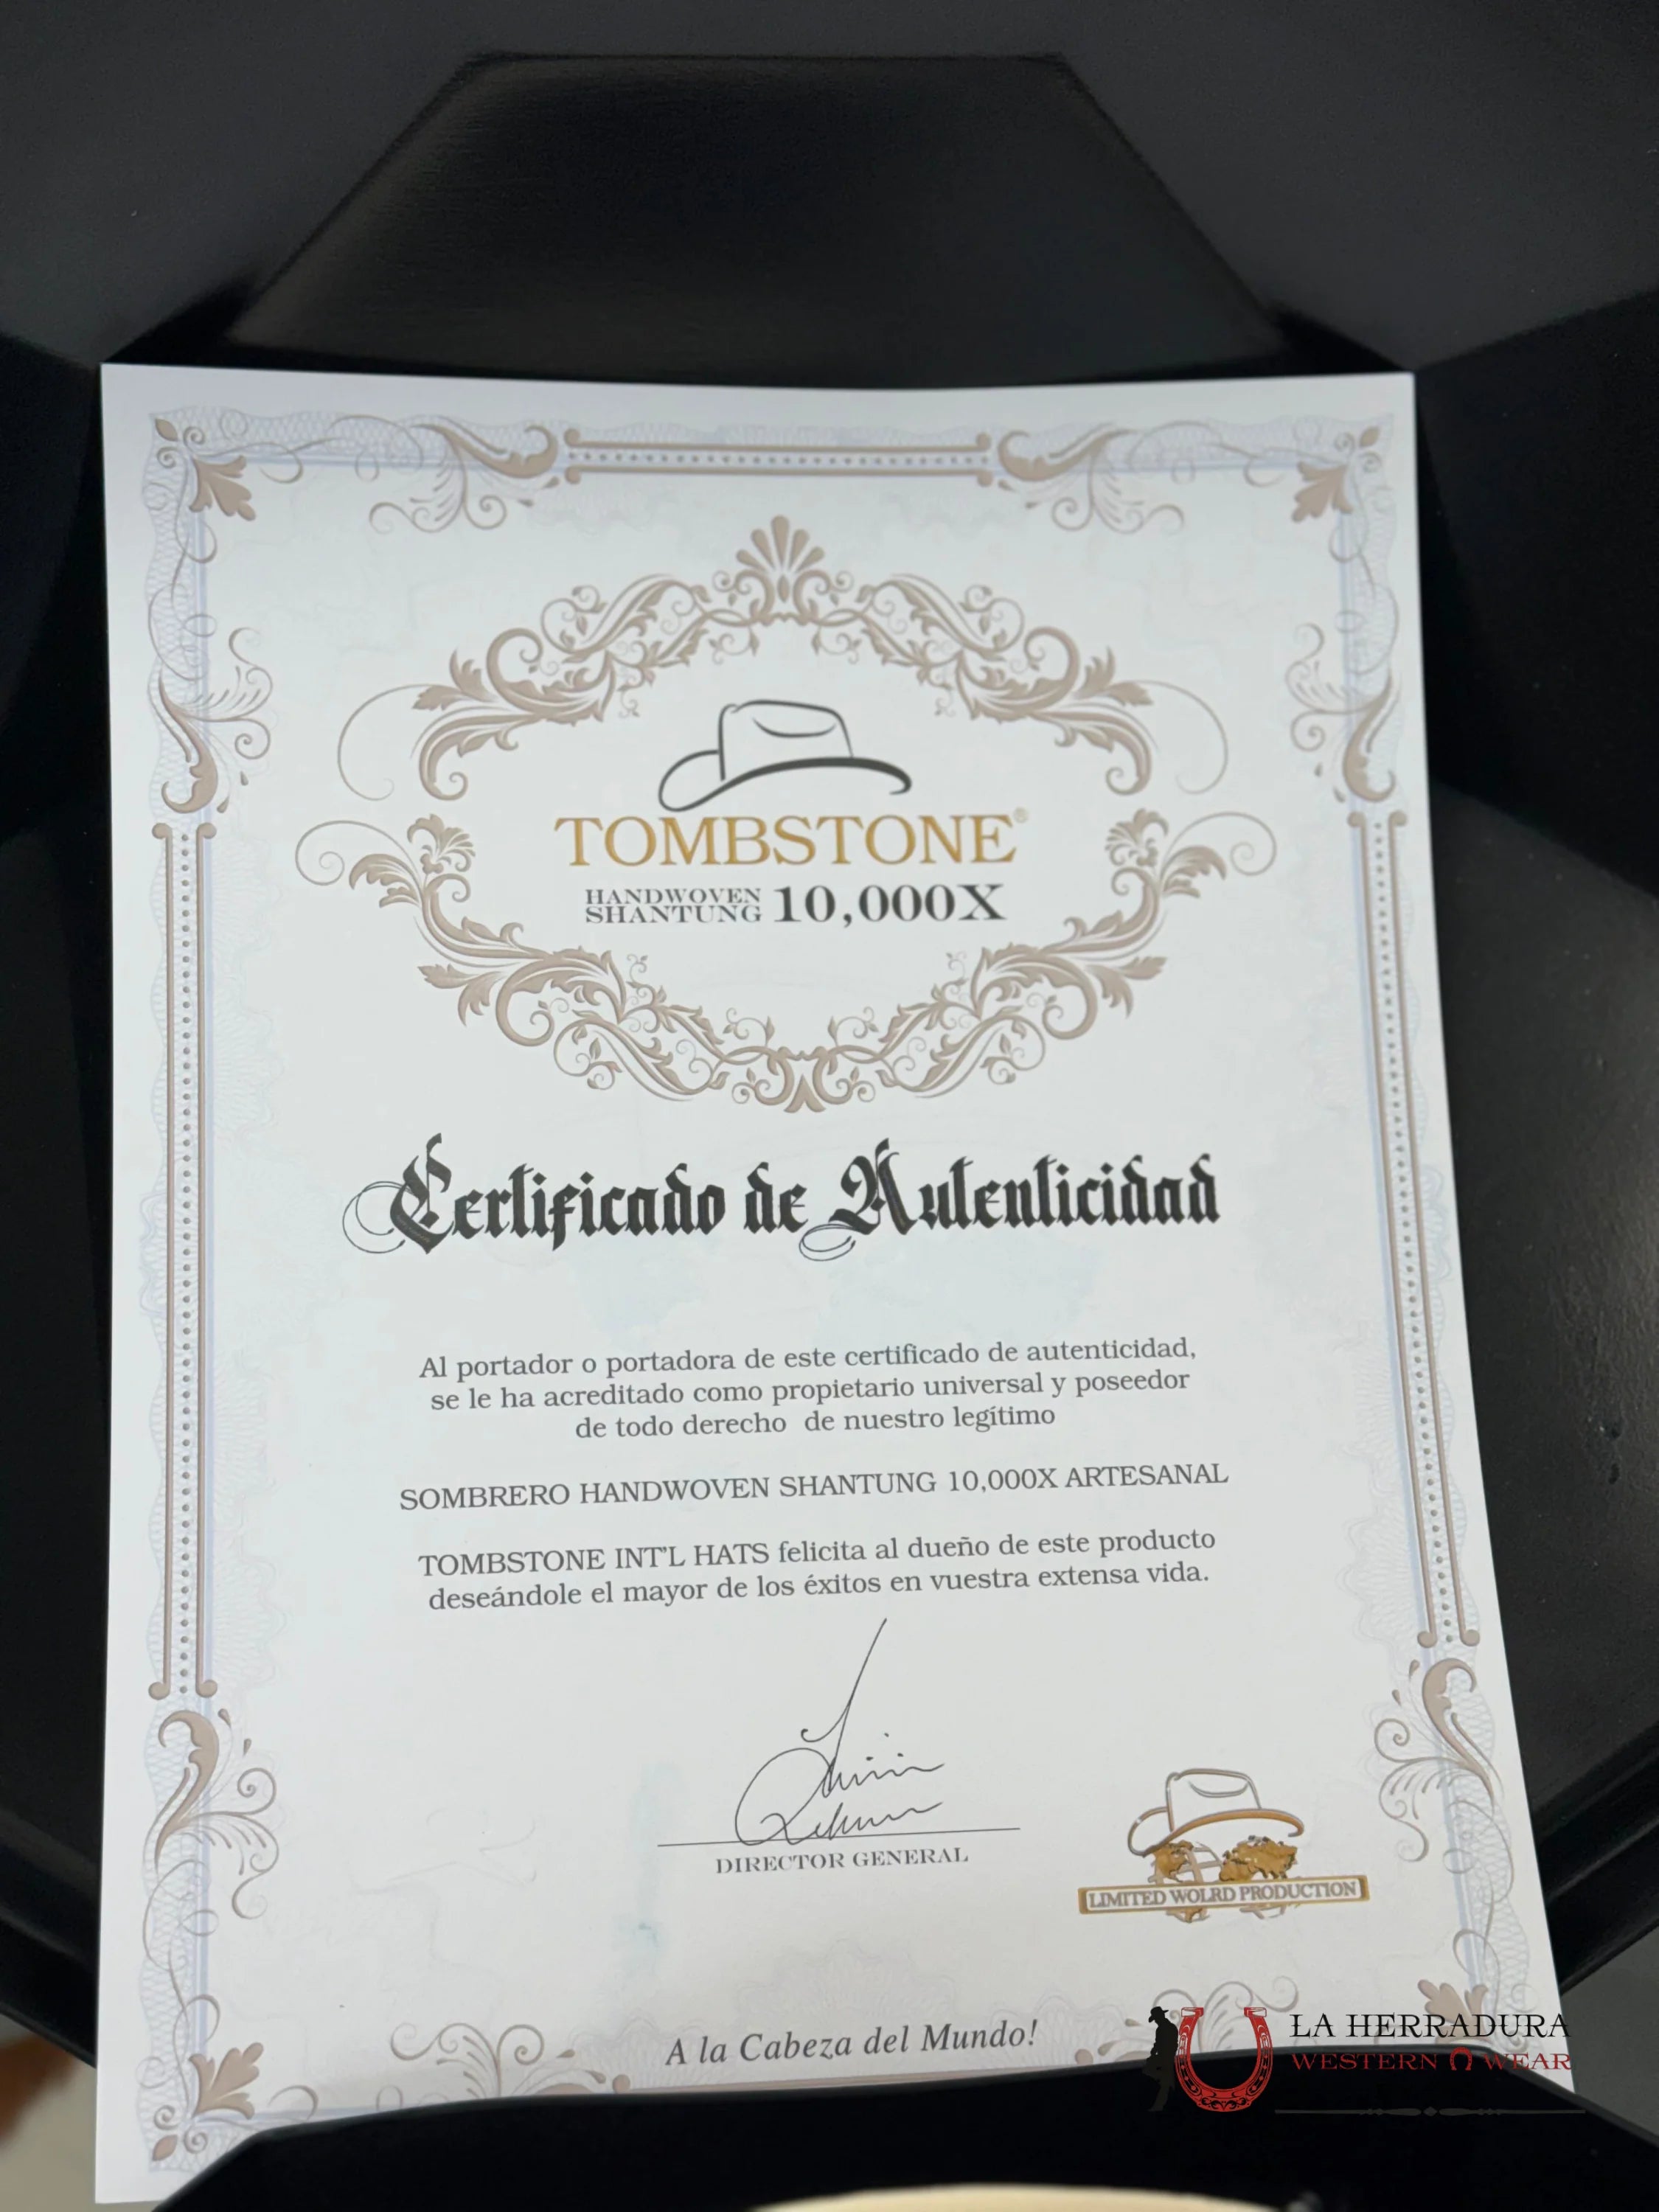 TOMBSTONE®
HANDWOVEN
SHANTUNG 10,000X
Certificado de Autenticidad
Al portador o portadora de este certificado de autenticidad,
se le ha acreditado como propietario universal y poseedor
de todo derecho de nuestro legítimo
SOMBRERO HANDWOVEN SHANTUNG 10,000X ARTESANAL
TOMBSTONE INT'L HATS felicita al dueño de este producto
deseándole el mayor de los éxitos en vuestra extensa vida.
DIRECTOR GENERAL
LIMITED WOLRD PRODUCTION
A la Cabeza del Mundo!
LA HERRADURA
WESTERN WEAR